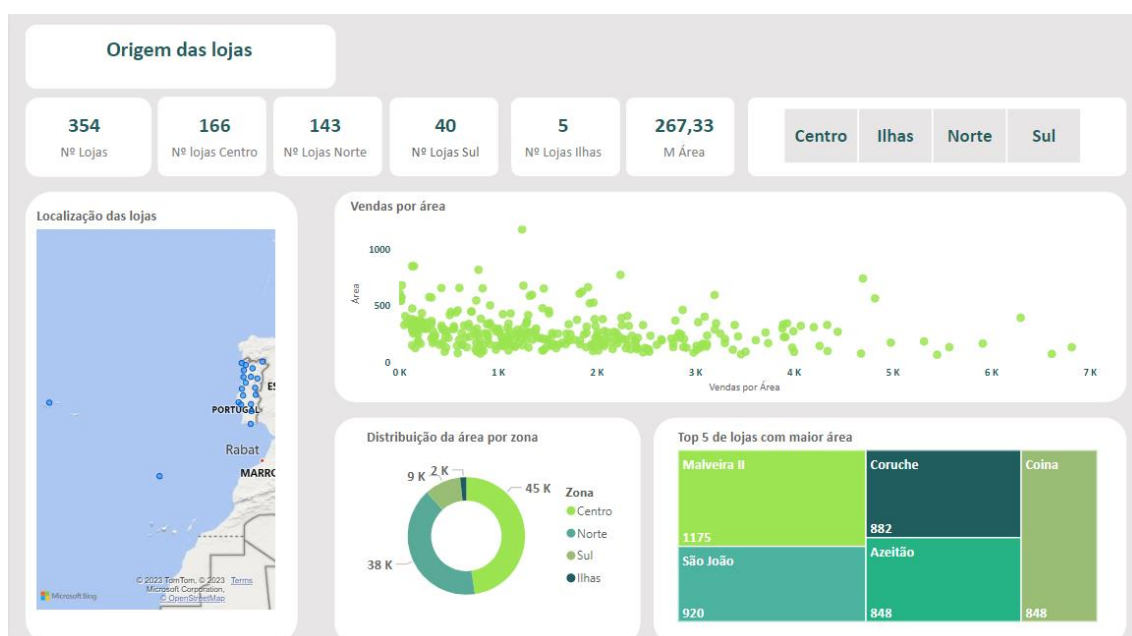 Origem das lojas
354
Nº Lojas
166
Nº lojas Centro
143
Nº Lojas Norte
40
Nº Lojas Sul
5
Nº Lojas Ilhas
267,33
M Área
Centro
Ilhas
Norte
Sul
Localização das lojas
PORTUGAL
ES
Rabat
MARRO
© 2023 TomTom, © 2023 Terms
Microsoft Corporation,
© OpenStreetMap
Microsoft Bing
Vendas por área
Área
1000
500
0
0 K
1 K
2 K
3 K
4 K
5 K
6 K
7 K
Vendas por Área
Distribuição da área por zona
9 K
2 K
45 K
38 K
Zona
Centro
Norte
Sul
Ilhas
Top 5 de lojas com maior área
Malveira II
1175
São João
920
Coruche
882
Azeitão
848
Coina
848